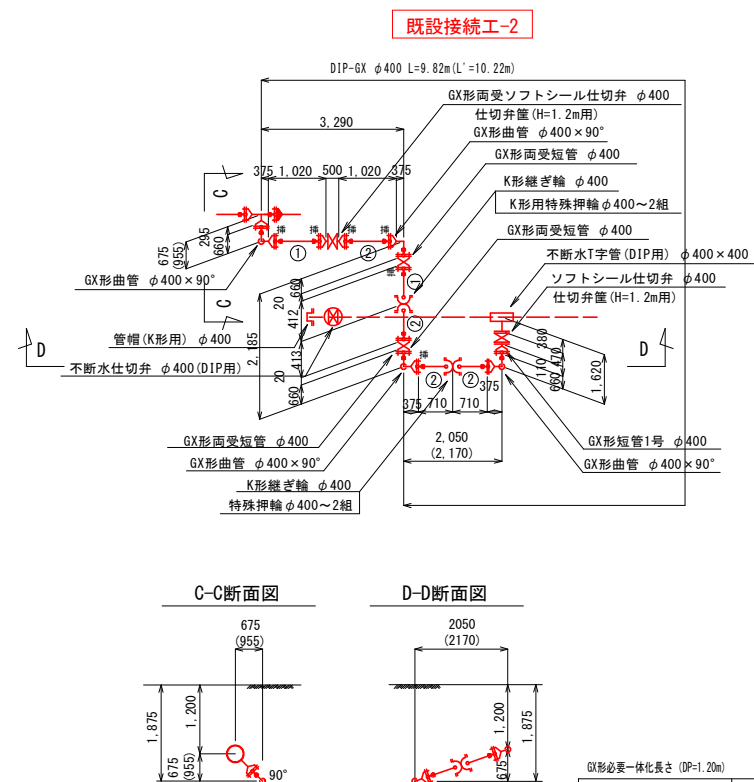 既設接続工-2
DIP-GX φ400 L=9.82m(L'=10.22m)
GX形両受ソフトシール仕切弁 φ400
仕切弁筐(H=1.2m用)
3,290
GX形曲管 φ400×90°
GX形両受短管 φ400
375 1,020 500 1,020 375
K形継ぎ輪 φ400
C
K形用特殊押輪φ400～2組
GX形両受短管 φ400
挿 挿 挿 挿
295
660
675
(955)
① ②
不断水T字管(DIP用) φ400×400
挿
ソフトシール仕切弁 φ400
GX形曲管 φ400×90°
仕切弁筐(H=1.2m用)
①
660
20
412
C
2,185
②
管帽(K形用) φ400
D
D
380
470
110
660
1,620
不断水仕切弁 φ400(DIP用)
413
20
660
挿
② ②
375
375 710 710
GX形両受短管 φ400
2,050
(2,170)
GX形短管1号 φ400
GX形曲管 φ400×90°
GX形曲管 φ400×90°
K形継ぎ輪 φ400
特殊押輪φ400～2組
C-C断面図
D-D断面図
675
(955)
2050
(2170)
1,875
1,200
675
(955)
90°
1,200
1,875
675
GX形必要一体化長さ (DP=1.20m)